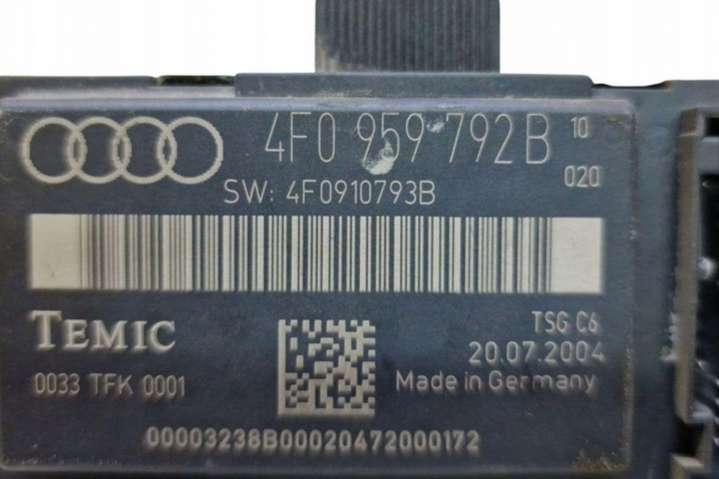 4F0 959 792B 10
020
SW: 4F0910793B
TEMIC
TSG C6
20.07.2004
0033 TFK 0001
Made in Germany
00003238B00020472000172